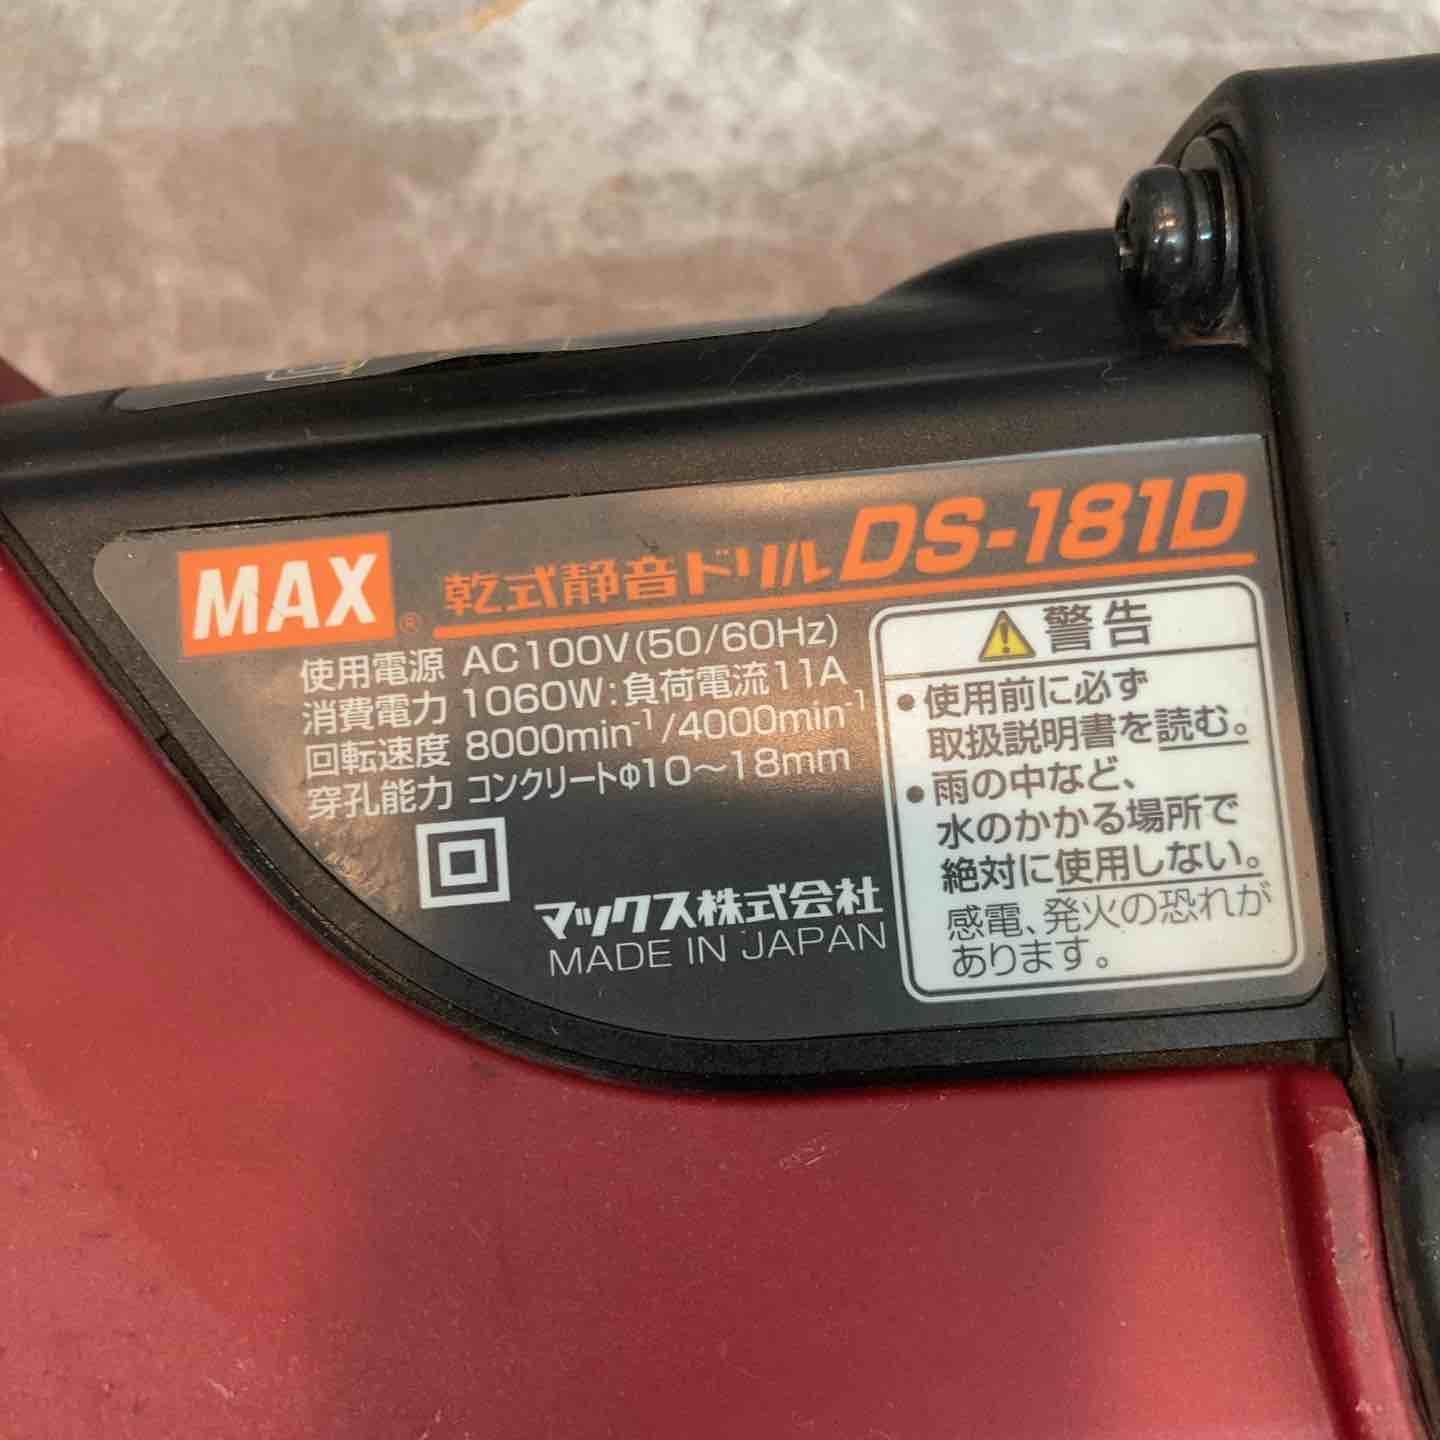 MAX® 乾式静音ドリル DS-181D
使用電源 AC100V(50/60Hz)
消費電力 1060W:負荷電流11A
回転速度 8000min⁻¹/4000min⁻¹
穿孔能力 コンクリートΦ10〜18mm
マックス株式会社
MADE IN JAPAN
警告
・使用前に必ず
取扱説明書を読む。
・雨の中など、
水のかかる場所で
絶対に使用しない。
感電、発火の恐れが
あります。